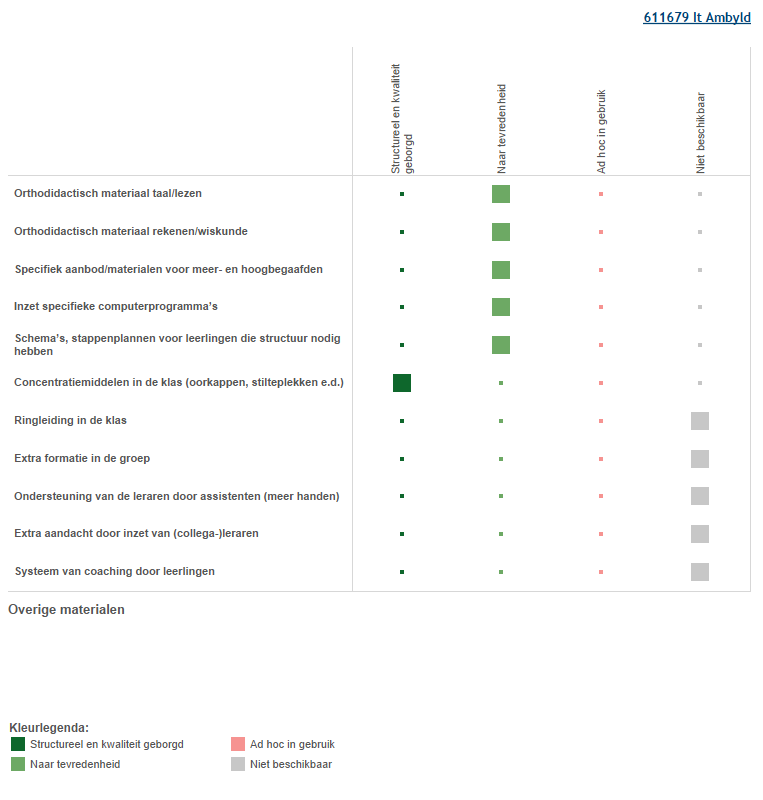 611679 It Ambyld
Structureel en kwaliteit
geborgd
Naar tevredenheid
Ad hoc in gebruik
Niet beschikbaar
Orthodidactisch materiaal taal/lezen
Orthodidactisch materiaal rekenen/wiskunde
Specifiek aanbod/materialen voor meer- en hoogbegaafden
Inzet specifieke computerprogramma's
Schema's, stappenplannen voor leerlingen die structuur nodig
hebben
Concentratiemiddelen in de klas (oorkappen, stilteplekken e.d.)
Ringleiding in de klas
Extra formatie in de groep
Ondersteuning van de leraren door assistenten (meer handen)
Extra aandacht door inzet van (collega-)leraren
Systeem van coaching door leerlingen
Overige materialen
Kleurlegenda:
Structureel en kwaliteit geborgd
Ad hoc in gebruik
Naar tevredenheid
Niet beschikbaar